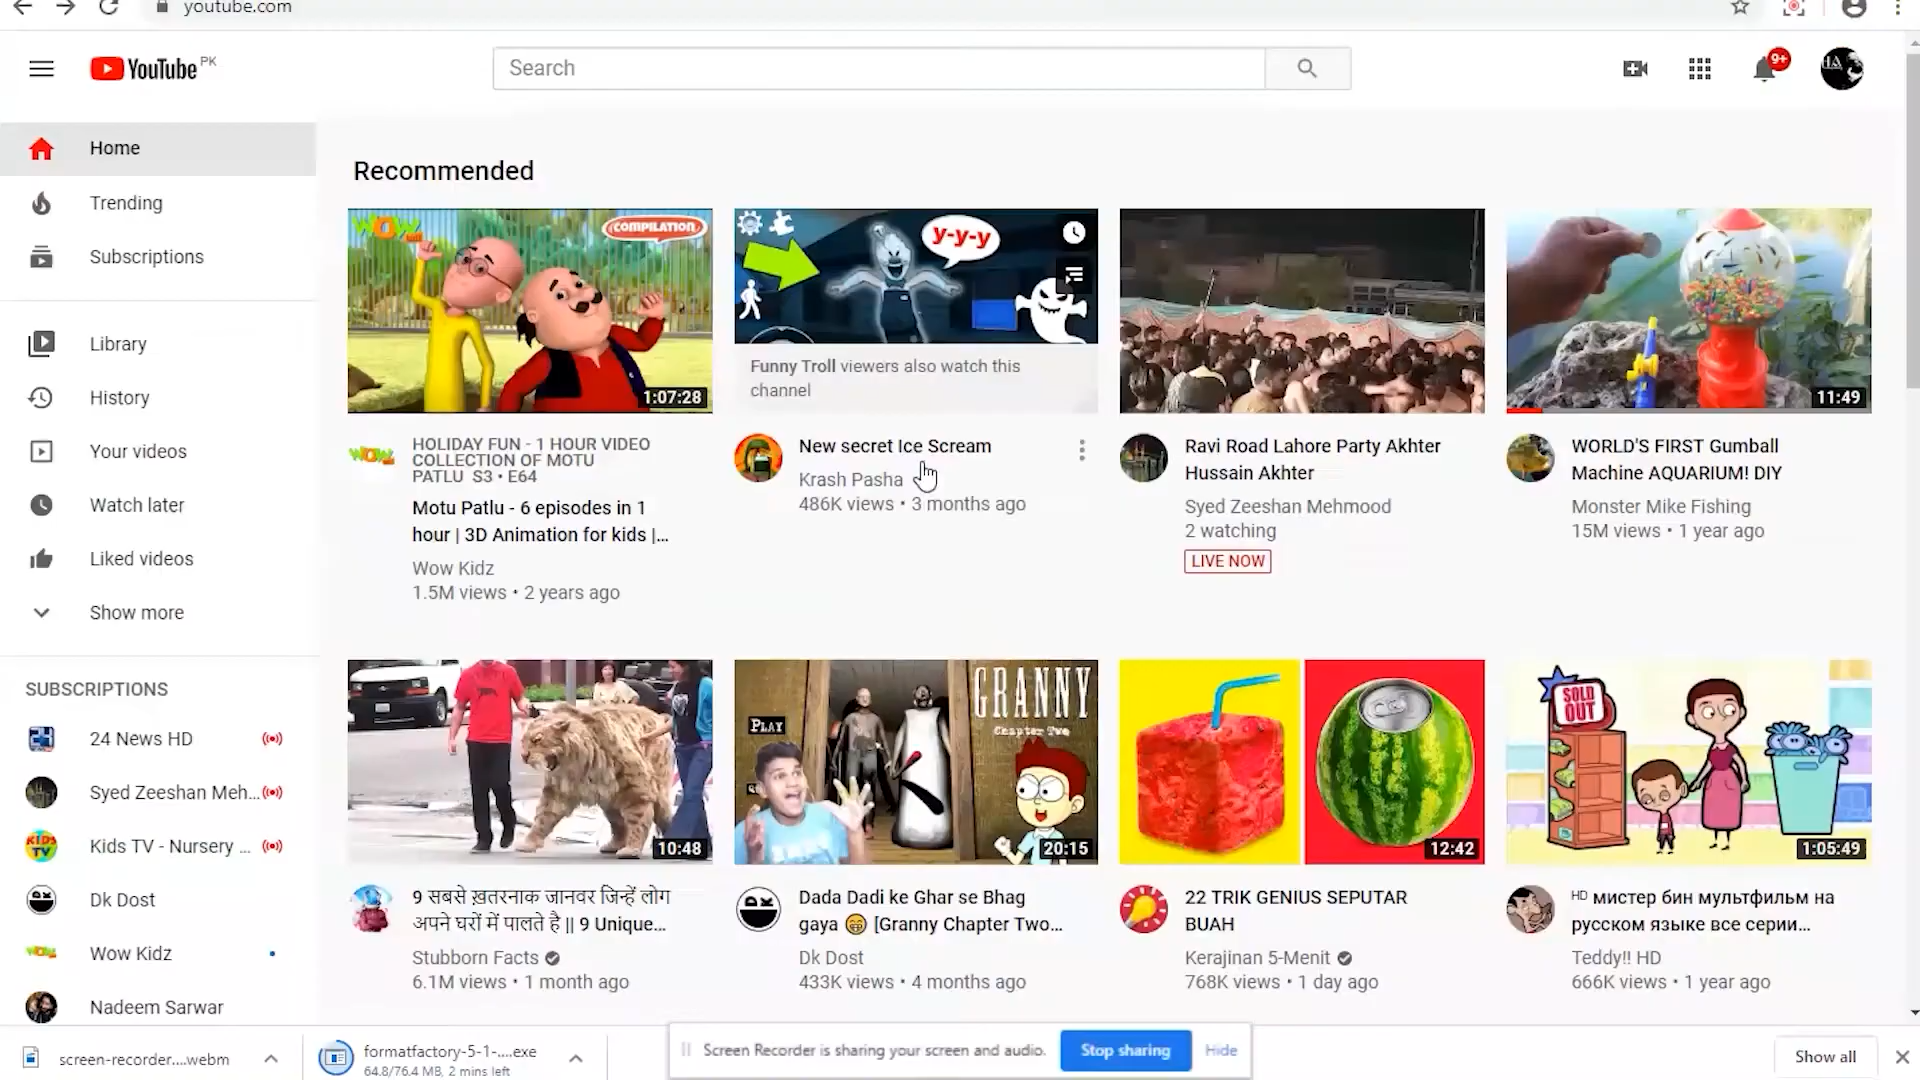 youtube.com
YouTube PK
Search
9+
HA
Home
Trending
Subscriptions
Library
History
Your videos
Watch later
Liked videos
Show more
SUBSCRIPTIONS
24 News HD
Syed Zeeshan Meh...
Kids TV - Nursery ...
Dk Dost
Wow Kidz
Nadeem Sarwar
Recommended
WOW
COMPILATION
1:07:28
HOLIDAY FUN - 1 HOUR VIDEO
COLLECTION OF MOTU
PATLU S3 • E64
Motu Patlu - 6 episodes in 1
hour | 3D Animation for kids |...
Wow Kidz
1.5M views • 2 years ago
y-y-y
Funny Troll viewers also watch this
channel
New secret Ice Scream
Krash Pasha
486K views • 3 months ago
Ravi Road Lahore Party Akhter
Hussain Akhter
Syed Zeeshan Mehmood
2 watching
LIVE NOW
11:49
WORLD'S FIRST Gumball
Machine AQUARIUM! DIY
Monster Mike Fishing
15M views • 1 year ago
10:48
9 सबसे ख़तरनाक जानवर जिन्हें लोग
अपने घरों में पालते है || 9 Unique...
Stubborn Facts
6.1M views • 1 month ago
PLAY
GRANNY
Chapter Two
20:15
Dada Dadi ke Ghar se Bhag
gaya 😁 [Granny Chapter Two...
Dk Dost
433K views • 4 months ago
12:42
22 TRIK GENIUS SEPUTAR
BUAH
Kerajinan 5-Menit
768K views • 1 day ago
SOLD
OUT
1:05:49
ᴴᴰ мистер бин мультфильм на
русском языке все серии...
Teddy!! HD
666K views • 1 year ago
screen-recorder....webm
formatfactory-5-1-....exe
64.8/76.4 MB, 2 mins left
Screen Recorder is sharing your screen and audio.
Stop sharing
Hide
Show all